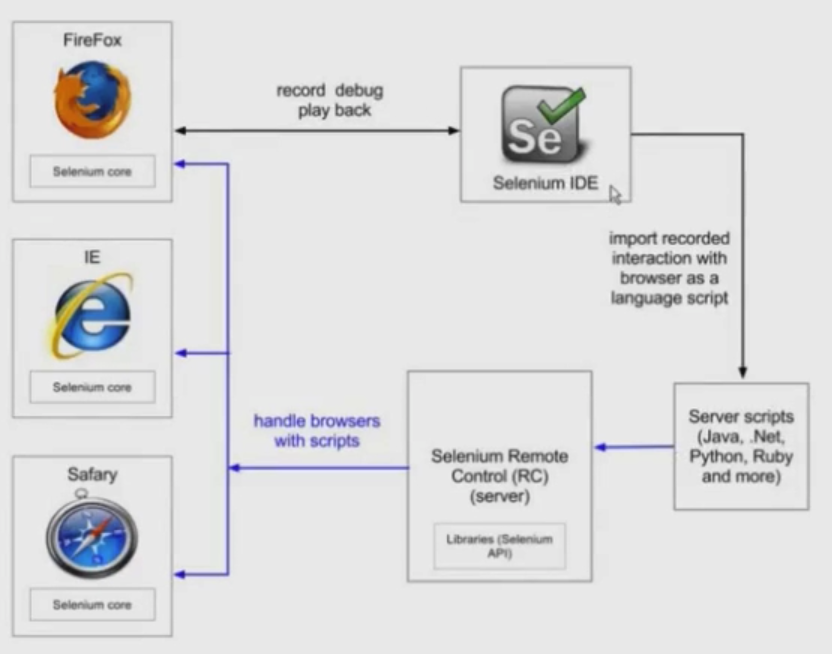 FireFox
Selenium core
record debug
play back
Se
Selenium IDE
import recorded
interaction with
browser as a
language script
IE
Selenium core
handle browsers
with scripts
Selenium Remote
Control (RC)
(server)
Libraries (Selenium
API)
Server scripts
(Java, .Net,
Python, Ruby
and more)
Safary
Selenium core